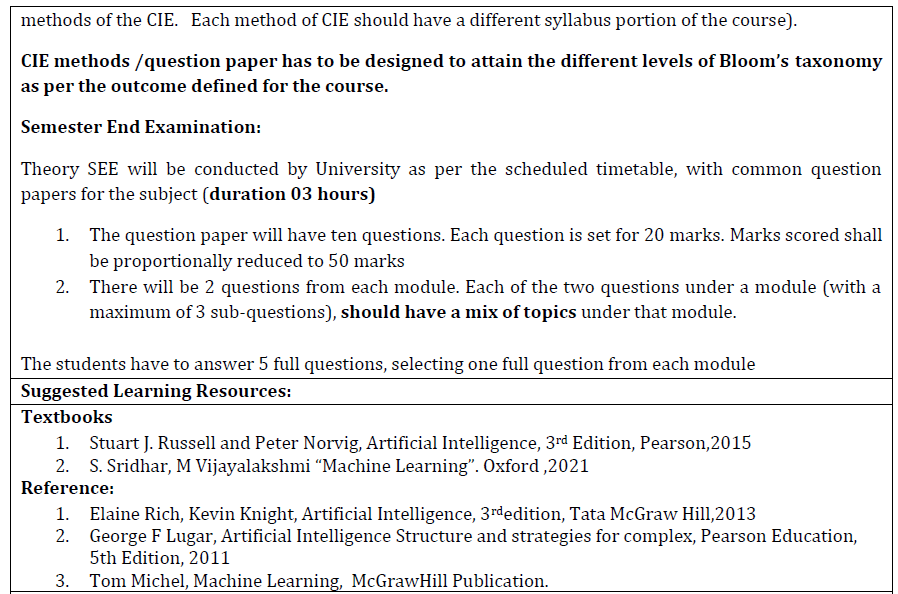 methods of the CIE.   Each method of CIE should have a different syllabus portion of the course).
CIE methods /question paper has to be designed to attain the different levels of Bloom’s taxonomy
as per the outcome defined for the course.
Semester End Examination:
Theory SEE will be conducted by University as per the scheduled timetable, with common question
papers for the subject (duration 03 hours)
1. The question paper will have ten questions. Each question is set for 20 marks. Marks scored shall
be proportionally reduced to 50 marks
2. There will be 2 questions from each module. Each of the two questions under a module (with a
maximum of 3 sub-questions), should have a mix of topics under that module.
The students have to answer 5 full questions, selecting one full question from each module
Suggested Learning Resources:
Textbooks
1. Stuart J. Russell and Peter Norvig, Artificial Intelligence, 3rd Edition, Pearson,2015
2. S. Sridhar, M Vijayalakshmi “Machine Learning”. Oxford ,2021
Reference:
1. Elaine Rich, Kevin Knight, Artificial Intelligence, 3rdedition, Tata McGraw Hill,2013
2. George F Lugar, Artificial Intelligence Structure and strategies for complex, Pearson Education,
5th Edition, 2011
3. Tom Michel, Machine Learning,  McGrawHill Publication.